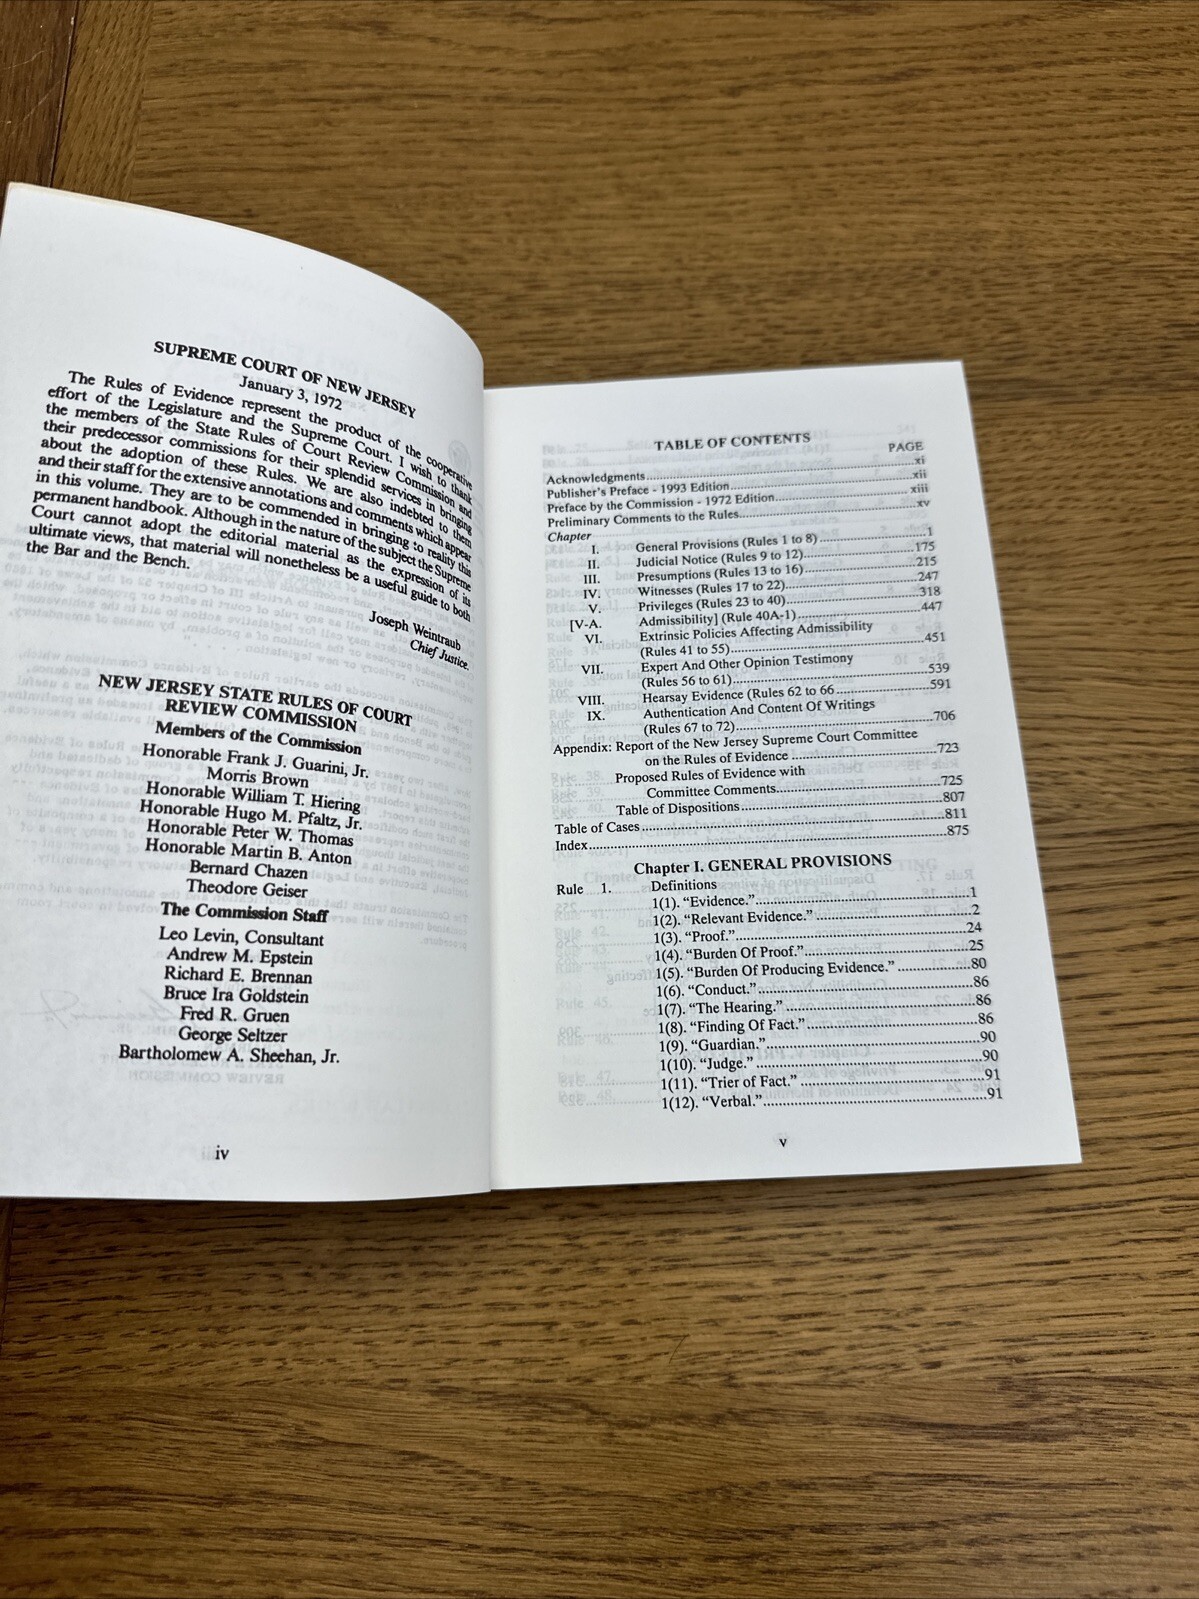 SUPREME COURT OF NEW JERSEY
January 3, 1972
The Rules of Evidence represent the product of the cooperative
effort of the Legislature and the Supreme Court. I wish to thank
the members of the State Rules of Court Review Commission and
their predecessor commissions for their splendid services in bringing
about the adoption of these Rules. We are also indebted to them
and their staff for the extensive annotations and comments which appear
in this volume. They are to be commended in bringing to reality this
permanent handbook. Although in the nature of the subject the Supreme
Court cannot adopt the editorial material as the expression of its
ultimate views, that material will nonetheless be a useful guide to both
the Bar and the Bench.
Joseph Weintraub
Chief Justice.
NEW JERSEY STATE RULES OF COURT
REVIEW COMMISSION
Members of the Commission
Honorable Frank J. Guarini, Jr.
Morris Brown
Honorable William T. Hiering
Honorable Hugo M. Pfaltz, Jr.
Honorable Peter W. Thomas
Honorable Martin B. Anton
Bernard Chazen
Theodore Geiser
The Commission Staff
Leo Levin, Consultant
Andrew M. Epstein
Richard E. Brennan
Bruce Ira Goldstein
Fred R. Gruen
George Seltzer
Bartholomew A. Sheehan, Jr.
iv
TABLE OF CONTENTS
PAGE
Acknowledgments....xi
Publisher's Preface - 1993 Edition....xii
Preface by the Commission - 1972 Edition....xiii
Preliminary Comments to the Rules....xv
Chapter
I. General Provisions (Rules 1 to 8)....1
II. Judicial Notice (Rules 9 to 12)....175
III. Presumptions (Rules 13 to 16)....215
IV. Witnesses (Rules 17 to 22)....247
V. Privileges (Rules 23 to 40)....318
[V-A. Admissibility] (Rule 40A-1)....447
VI. Extrinsic Policies Affecting Admissibility
(Rules 41 to 55)....451
VII. Expert And Other Opinion Testimony
(Rules 56 to 61)....539
VIII. Hearsay Evidence (Rules 62 to 66....591
IX. Authentication And Content Of Writings
(Rules 67 to 72)....706
Appendix: Report of the New Jersey Supreme Court Committee
on the Rules of Evidence....723
Proposed Rules of Evidence with
Committee Comments....725
Table of Dispositions....807
Table of Cases....811
Index....875
Chapter I. GENERAL PROVISIONS
Rule 1. Definitions
1(1). "Evidence."....1
1(2). "Relevant Evidence."....2
1(3). "Proof."....24
1(4). "Burden Of Proof."....25
1(5). "Burden Of Producing Evidence."....80
1(6). "Conduct."....86
1(7). "The Hearing."....86
1(8). "Finding Of Fact."....86
1(9). "Guardian."....90
1(10). "Judge."....90
1(11). "Trier of Fact."....91
1(12). "Verbal."....91
v